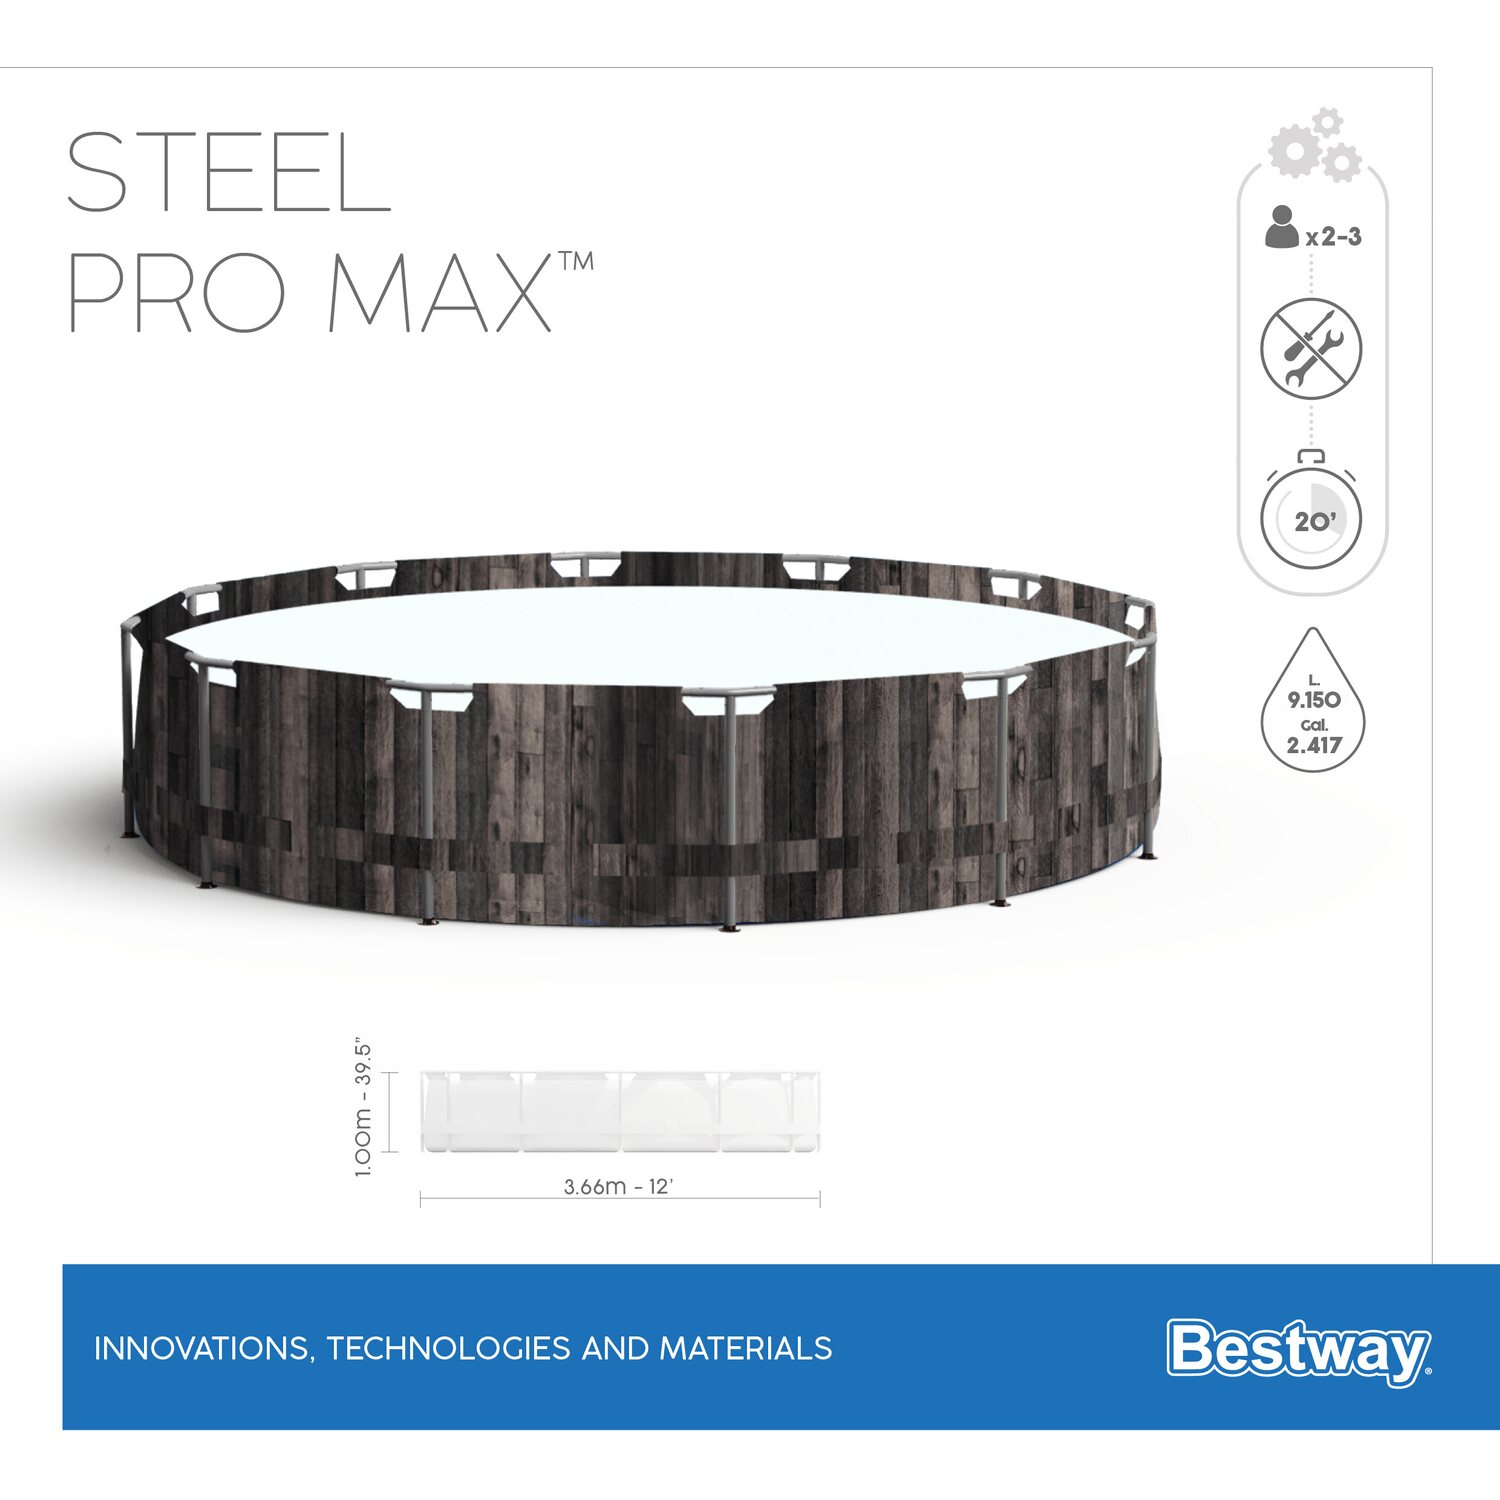 STEEL
PRO MAX™
x2-3
20’
L.
9.150
Gal.
2.417
1.00m - 39.5”
3.66m - 12’
INNOVATIONS, TECHNOLOGIES AND MATERIALS
Bestway®